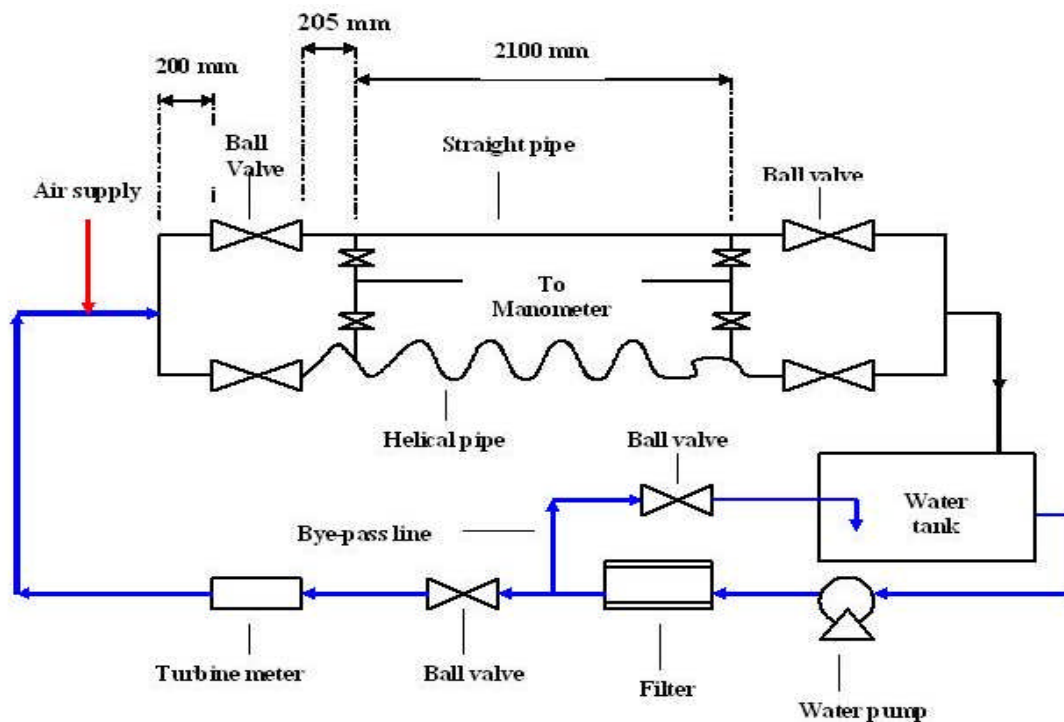 205 mm
2100 mm
200 mm
Ball
Valve
Straight pipe
Ball valve
Air supply
To
Manometer
Helical pipe
Ball valve
Water
tank
Bye-pass line
Turbine meter
Ball valve
Filter
Water pump